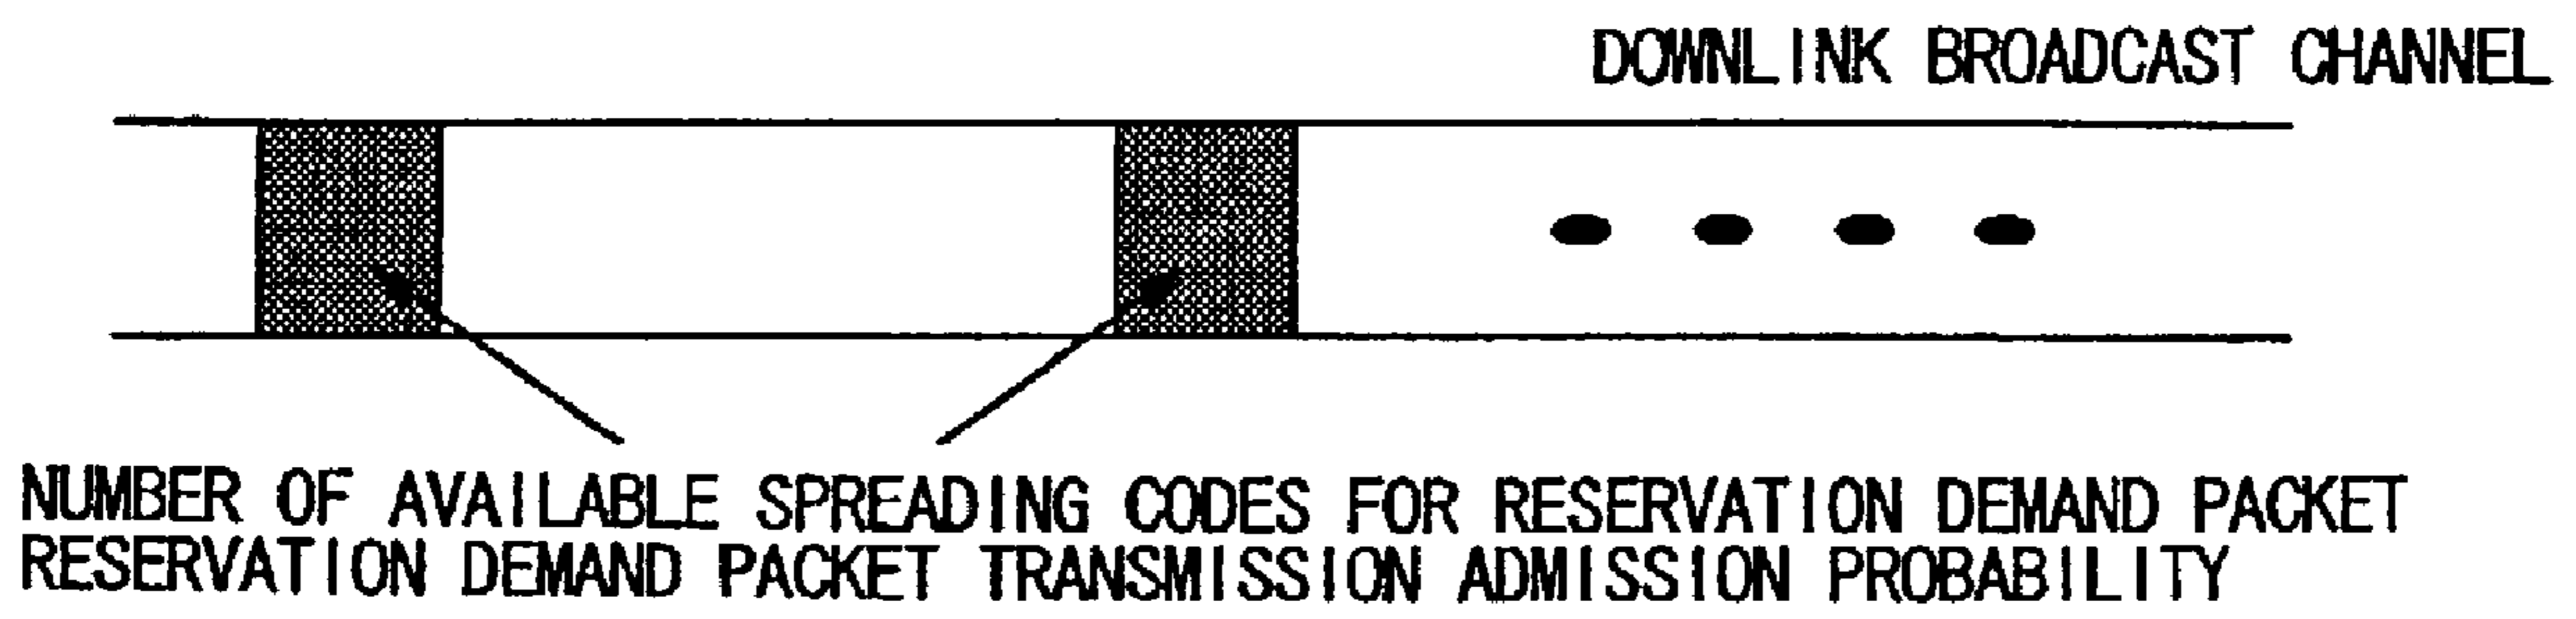 DOWNLINK BROADCAST CHANNEL
NUMBER OF AVAILABLE SPREADING CODES FOR RESERVATION DEMAND PACKET
RESERVATION DEMAND PACKET TRANSMISSION ADMISSION PROBABILITY